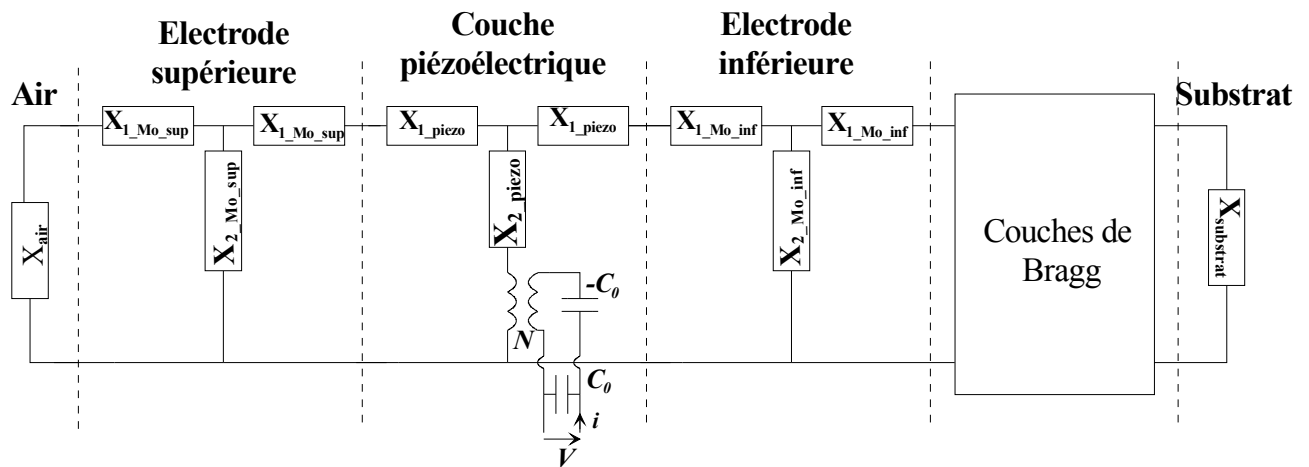 Air
Electrode
supérieure
Couche
piézoélectrique
Electrode
inférieure
Substrat
X1_Mo_sup
X1_Mo_sup
X1_piezo
X1_piezo
X1_Mo_inf
X1_Mo_inf
Xair
X2_Mo_sup
X2_piezo
X2_Mo_inf
Xsubstrat
Couches de
Bragg
-C0
N
C0
i
V